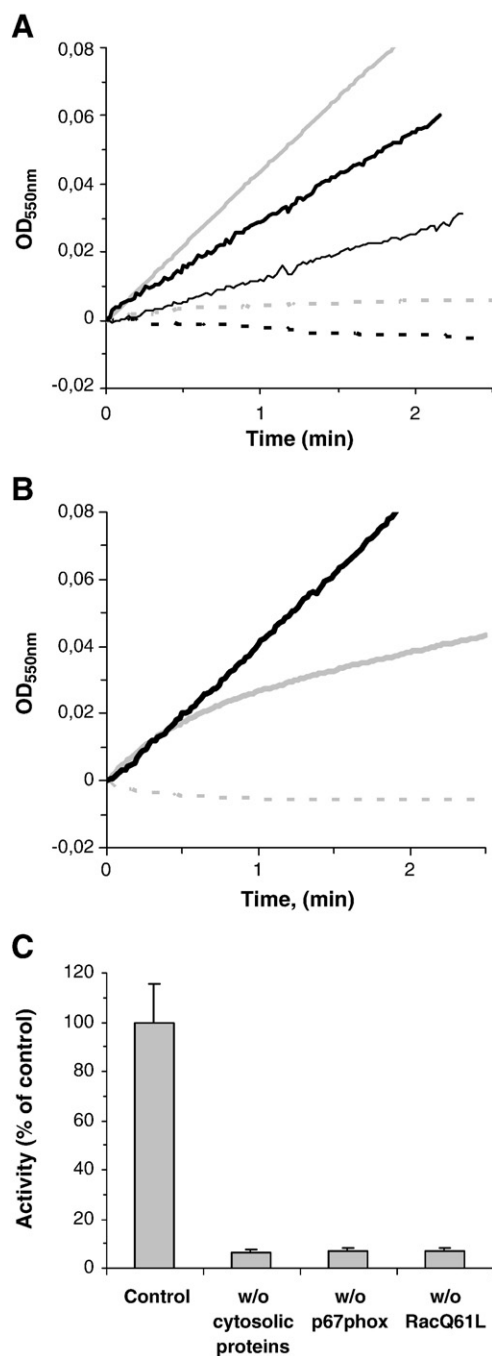 A
0,08
0,06
0,04
0,02
0
-0,02
OD550nm
0
1
2
Time (min)
B
0,08
0,06
0,04
0,02
0
-0,02
OD550nm
0
1
2
Time, (min)
C
120
100
80
60
40
20
0
Activity (% of control)
Control
w/o
cytosolic
proteins
w/o
p67phox
w/o
RacQ61L